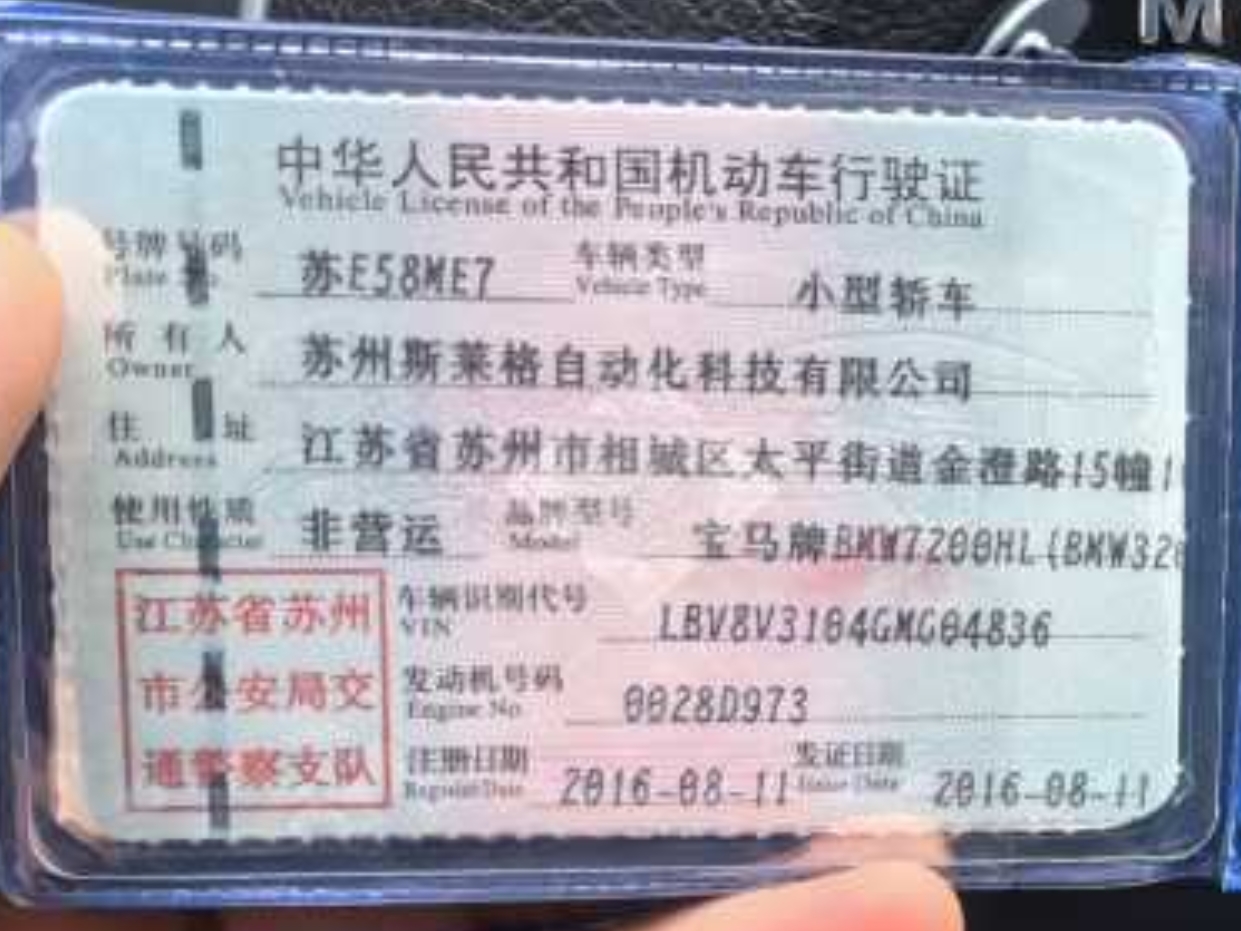 M
中华人民共和国机动车行驶证
Vehicle License of the People's Republic of China
号牌号码 苏E58ME7 车辆类型 小型轿车
Plate No. Vehicle Type
所有人 苏州斯莱格自动化科技有限公司
Owner
住址 江苏省苏州市相城区太平街道金澄路15幢1
Address
使用性质 非营运 品牌型号 宝马牌BMW7200HL(BMW320
Use Character Model
江苏省苏州
市公安局交
通警察支队
车辆识别代号 LBV8V3104GMG04836
VIN
发动机号码 0028D973
Engine No.
注册日期 2016-08-11 发证日期 2016-08-11
Register Date Issue Date